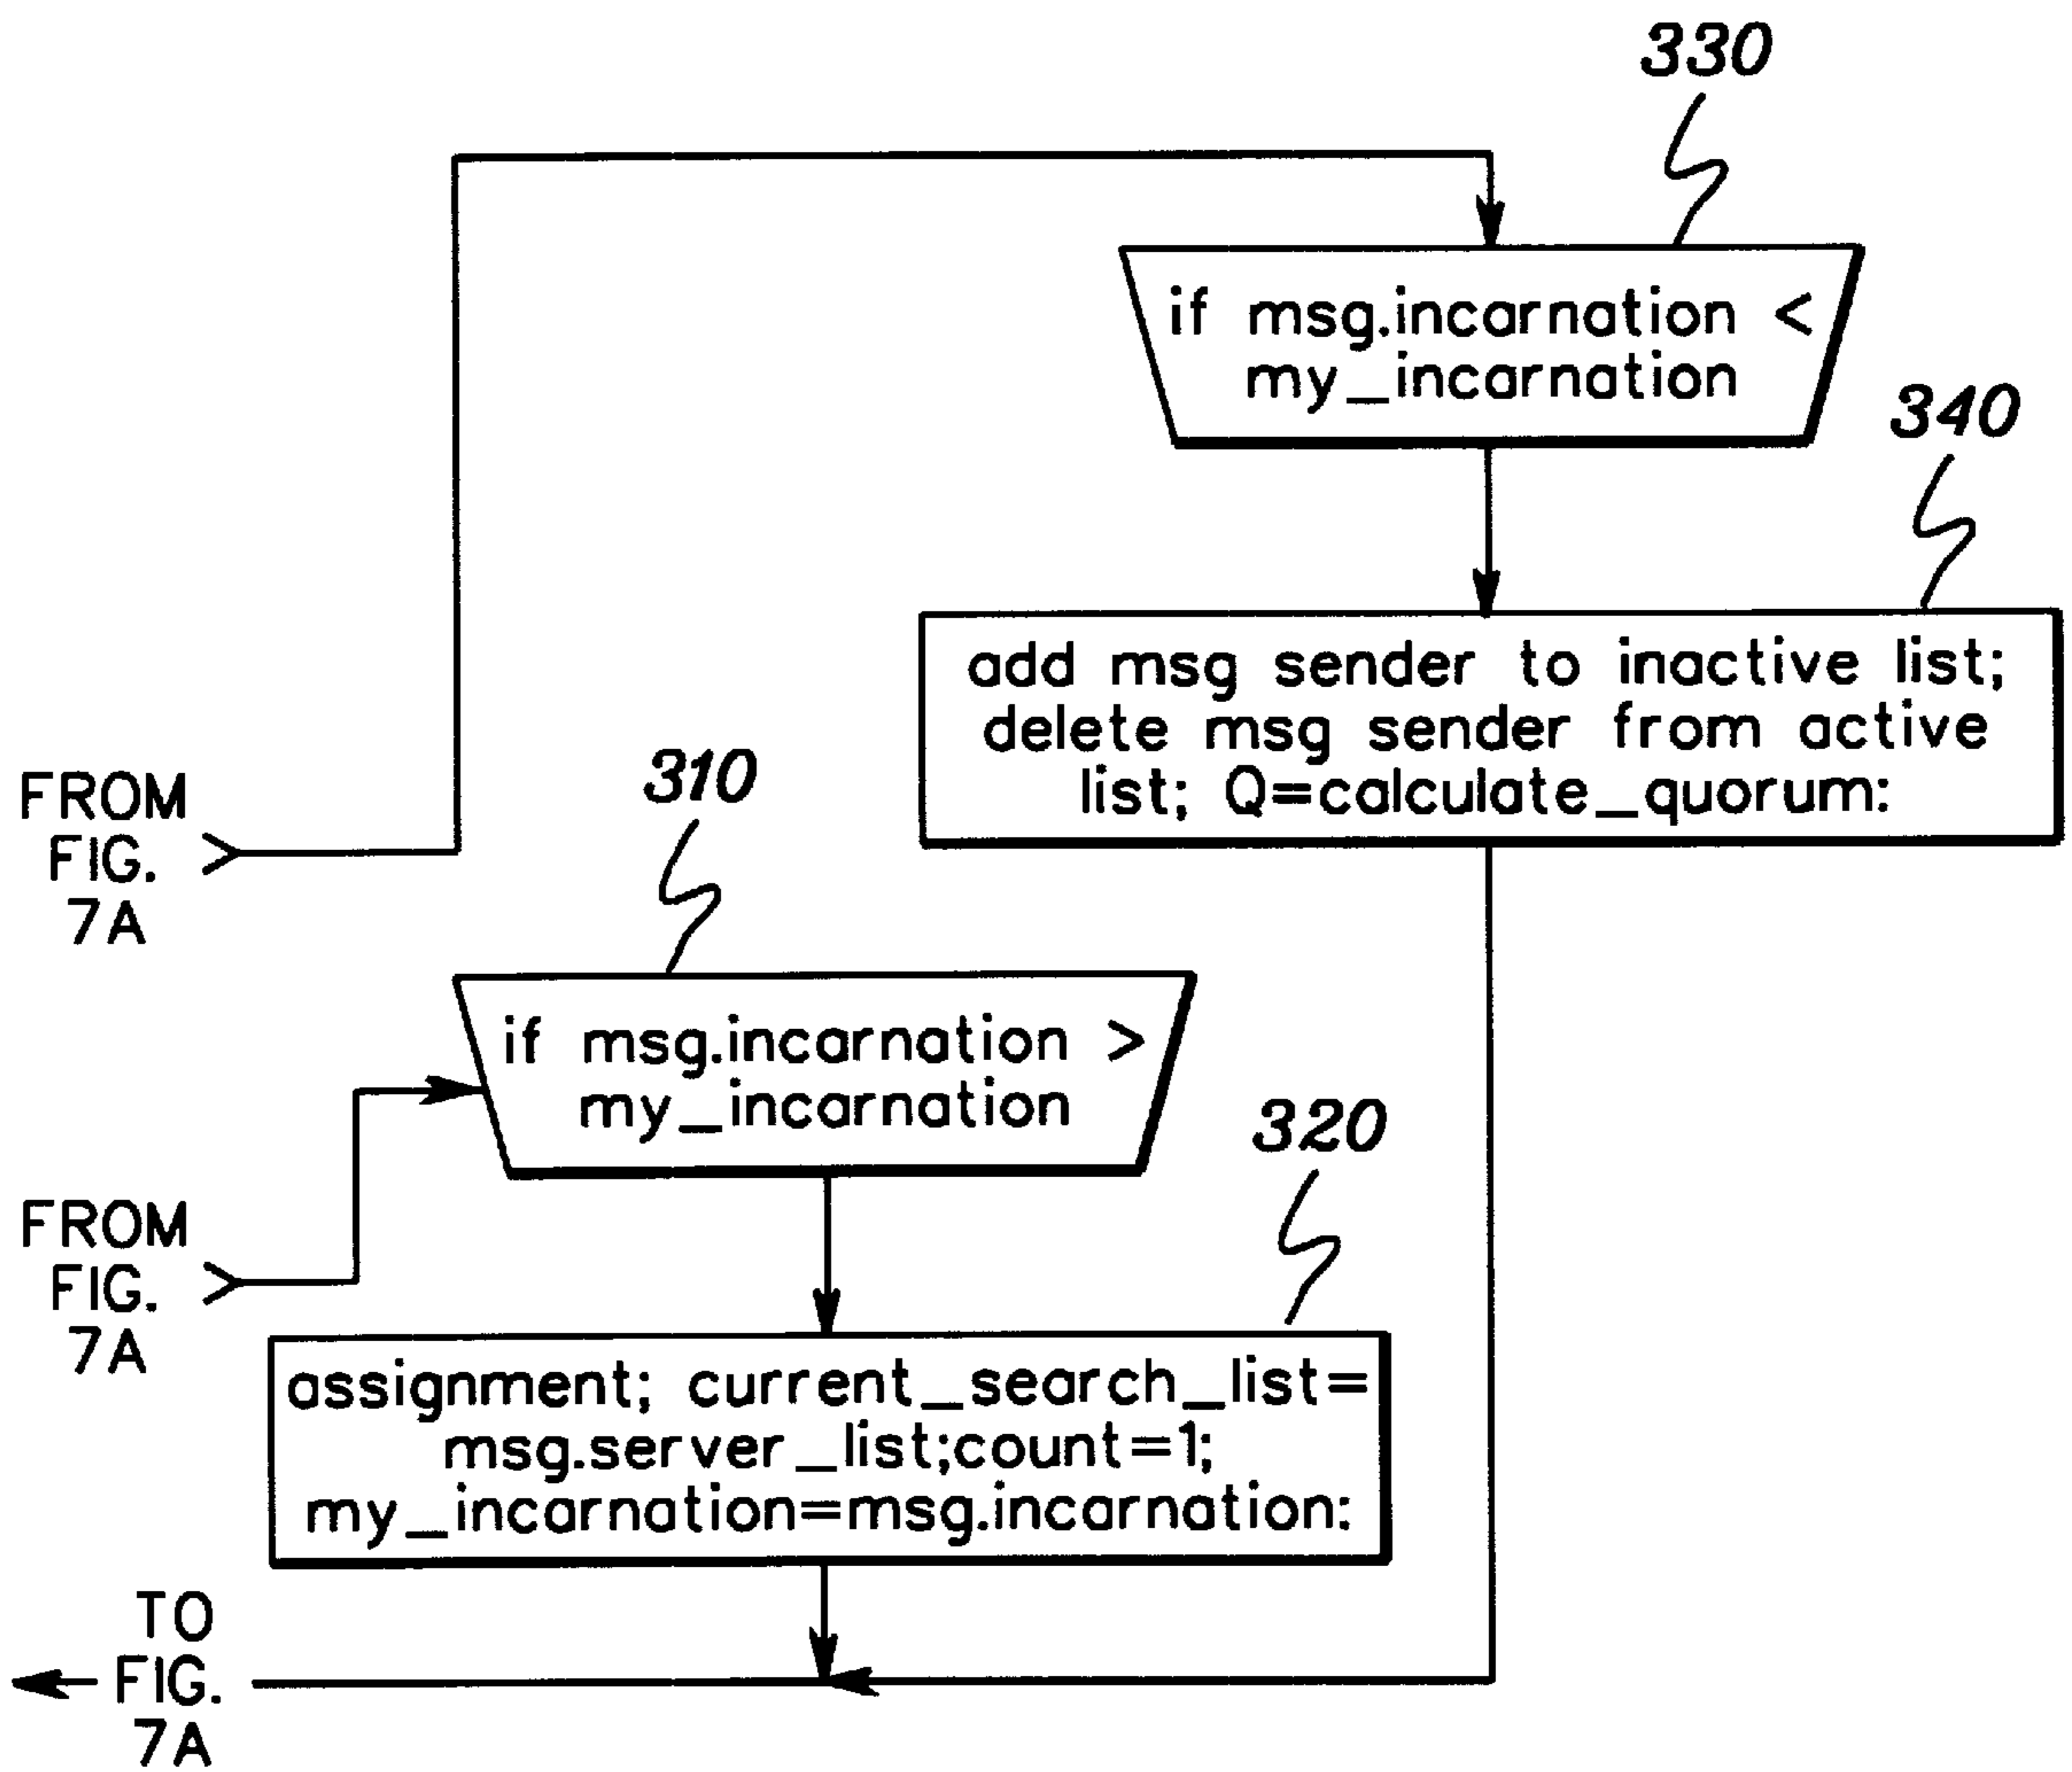 330
if msg.incarnation <
my_incarnation
340
add msg sender to inactive list;
delete msg sender from active
list; Q=calculate_quorum:
FROM
FIG.
7A
310
if msg.incarnation >
my_incarnation
320
FROM
FIG.
7A
assignment; current_search_list=
msg.server_list;count=1;
my_incarnation=msg.incarnation:
TO
FIG.
7A